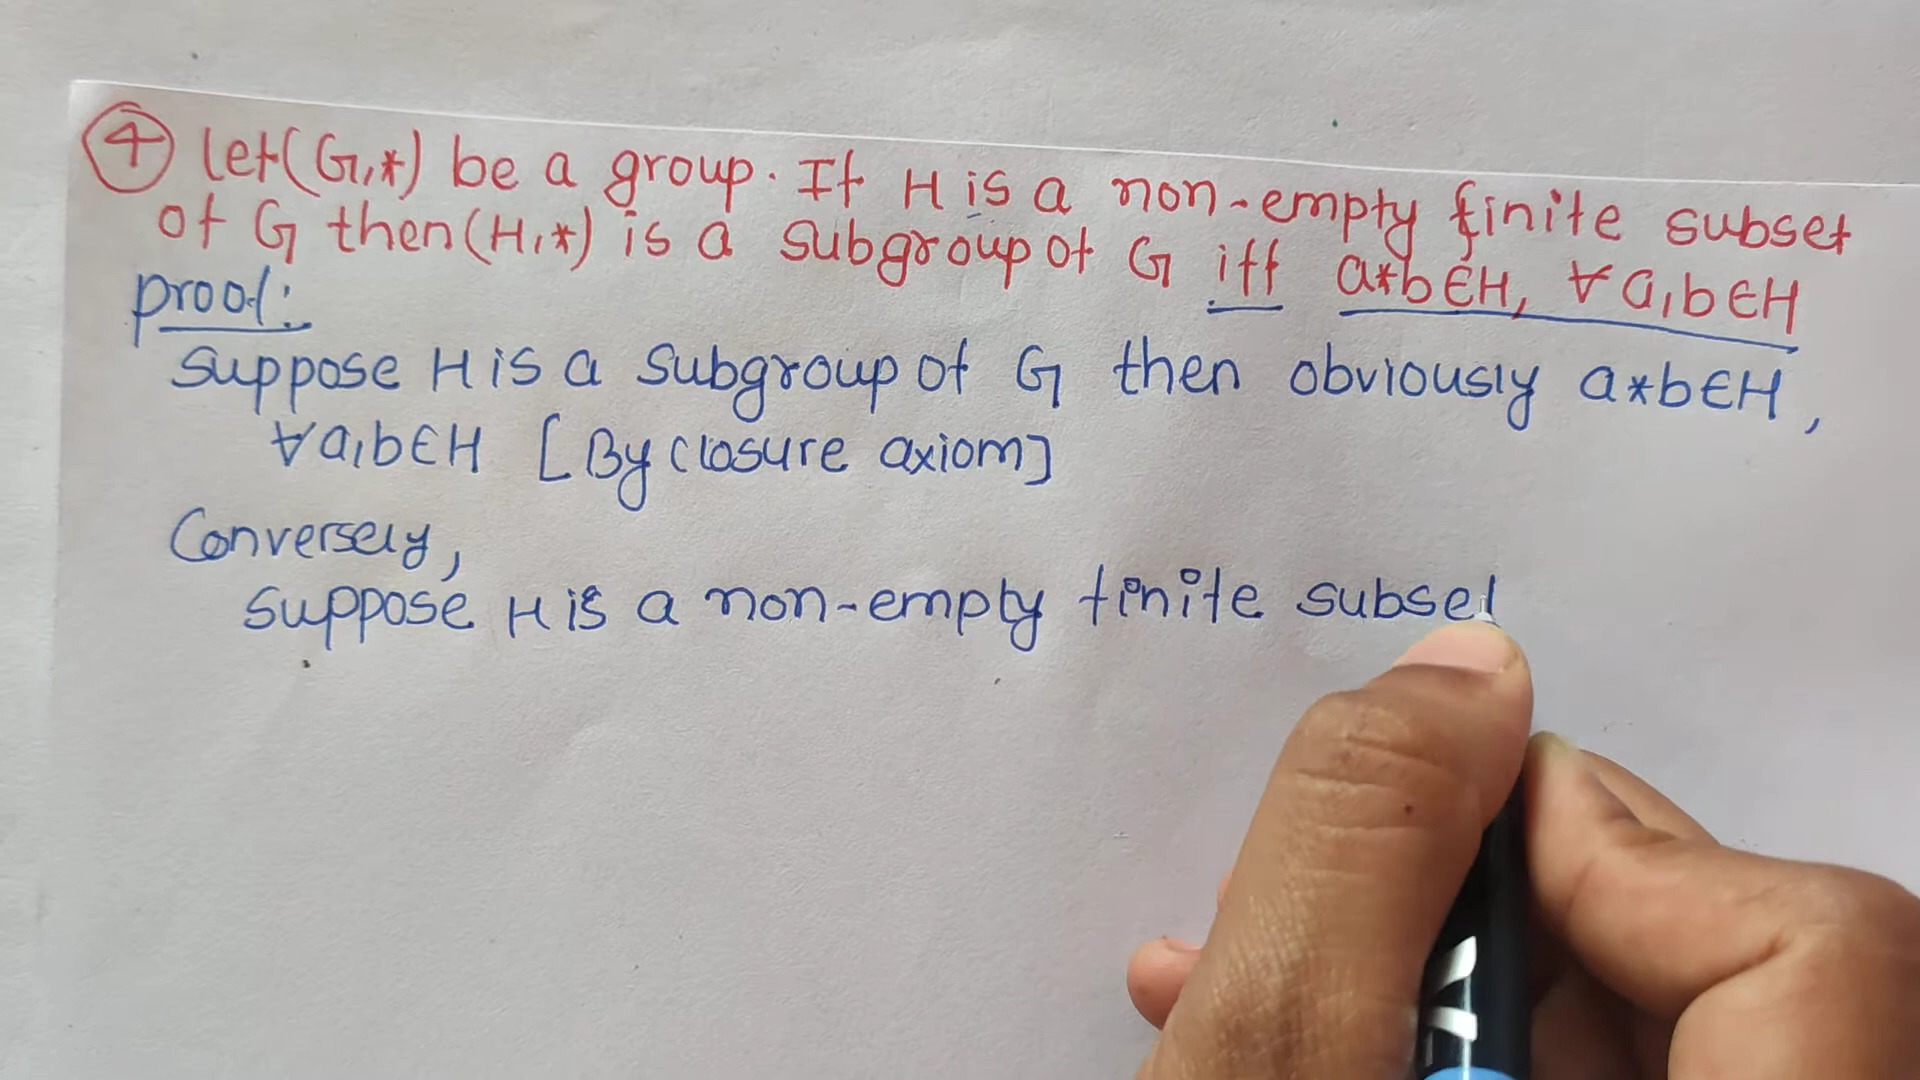 4 Let (G,*) be a group. If H is a non-empty finite subset
of G then (H,*) is a subgroup of G iff a*b∈H, ∀ a,b∈H
proof:
Suppose H is a subgroup of G then obviously a*b∈H,
∀a,b∈H [By closure axiom]
Conversely,
Suppose H is a non-empty finite subset